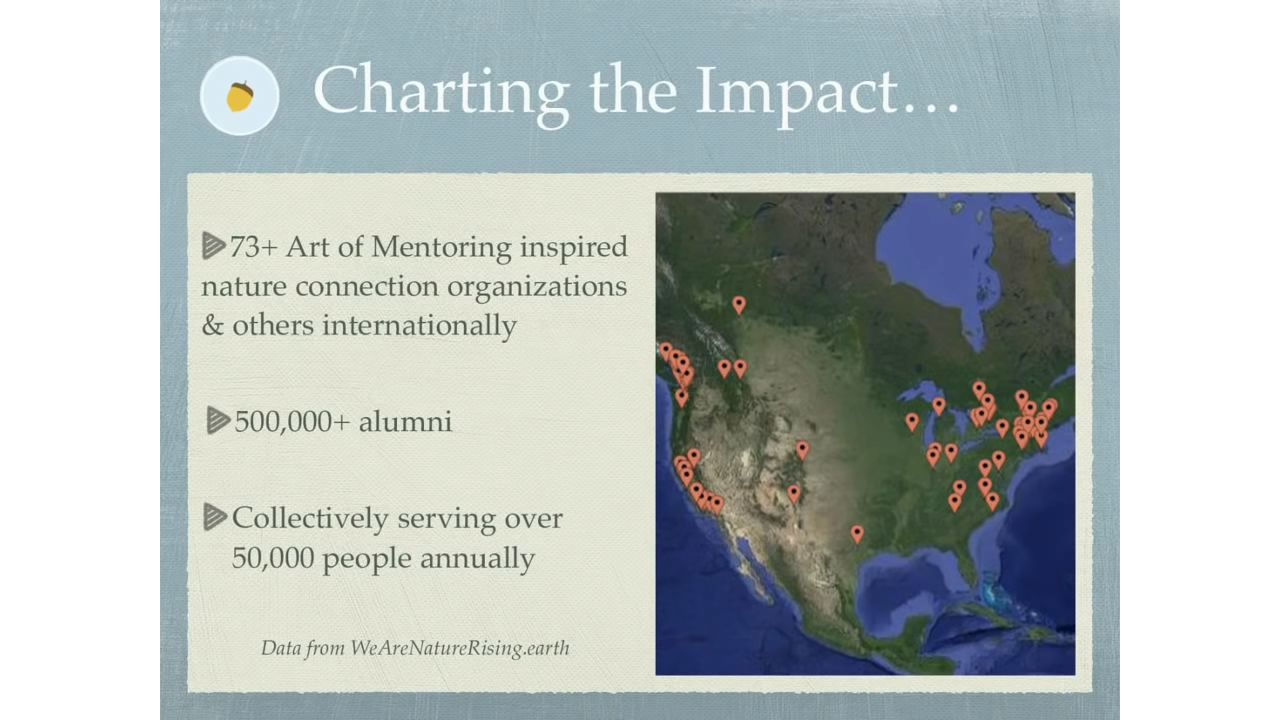 Charting the Impact…
73+ Art of Mentoring inspired
nature connection organizations
& others internationally
500,000+ alumni
Collectively serving over
50,000 people annually
Data from WeAreNatureRising.earth